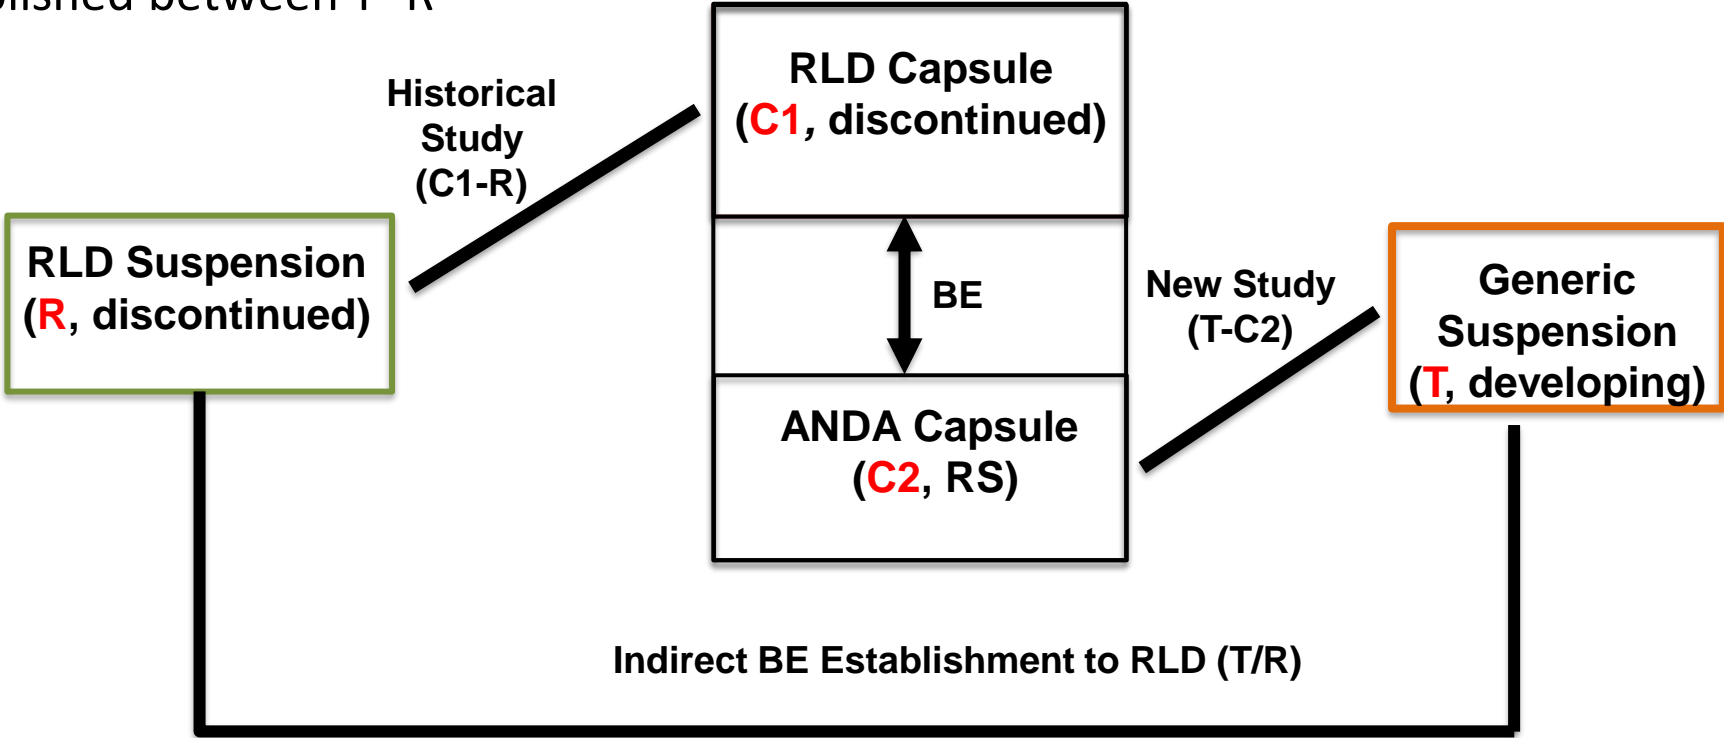 between T R
Historical
Study
(C1-R)
RLD Capsule
(C1, discontinued)
RLD Suspension
(R, discontinued)
BE
New Study
(T-C2)
Generic
Suspension
(T, developing)
ANDA Capsule
(C2, RS)
Indirect BE Establishment to RLD (T/R)